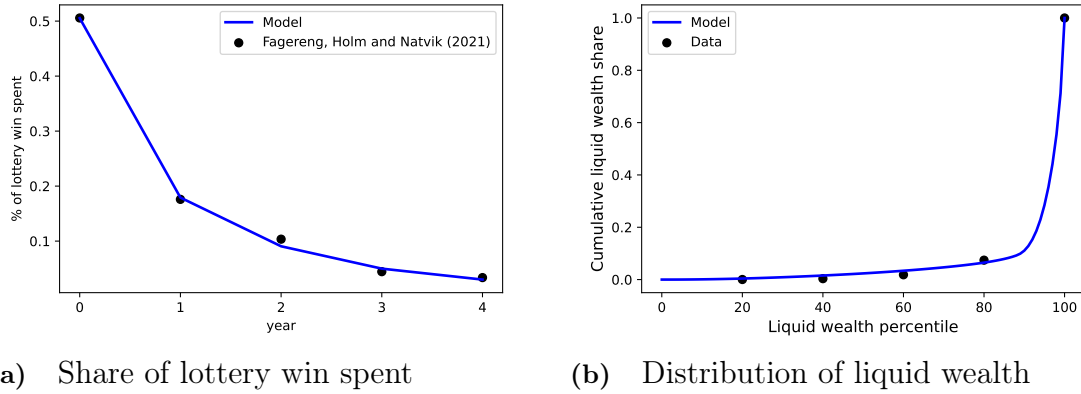 0.5
0.4
0.3
0.2
0.1
% of lottery win spent
Model
Fagereng, Holm and Natvik (2021)
0 1 2 3 4
year
1.0
0.8
0.6
0.4
0.2
0.0
Cumulative liquid wealth share
Model
Data
0 20 40 60 80 100
Liquid wealth percentile
a) Share of lottery win spent
(b) Distribution of liquid wealth